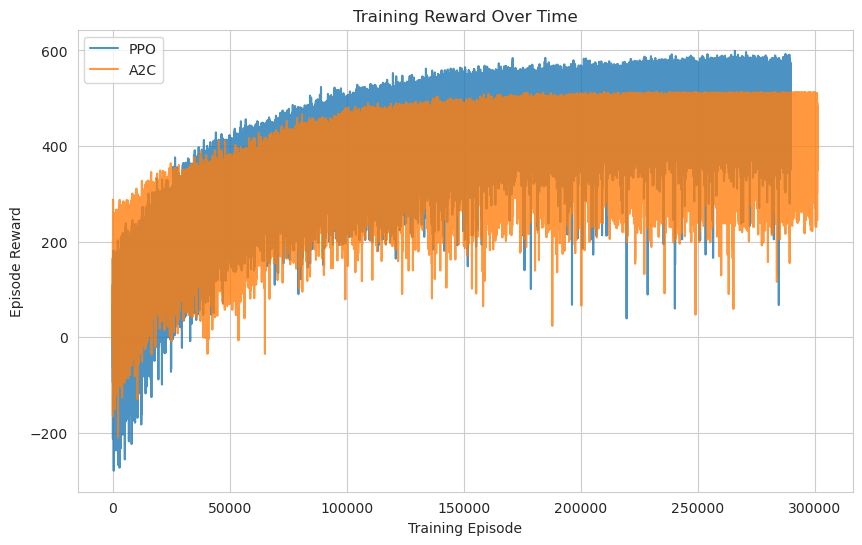 Training Reward Over Time
PPO
A2C
600
400
200
0
−200
Episode Reward
0
50000
100000
150000
200000
250000
300000
Training Episode